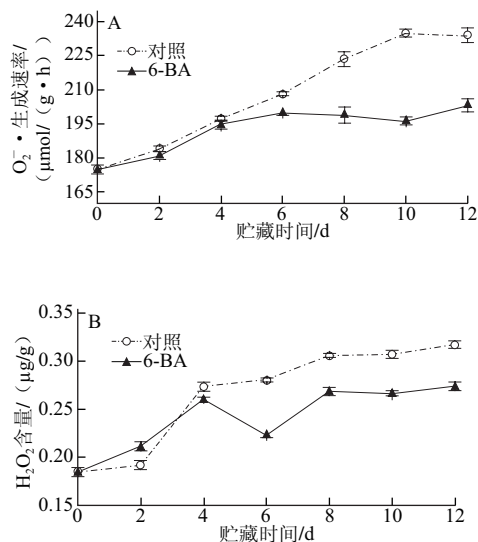 A
对照
6-BA
O₂⁻·生成速率/
(μmol/（g·h）)
240
225
210
195
180
165
0 2 4 6 8 10 12
贮藏时间/d
B
对照
6-BA
H₂O₂含量/（μg/g）
0.35
0.30
0.25
0.20
0.15
0 2 4 6 8 10 12
贮藏时间/d